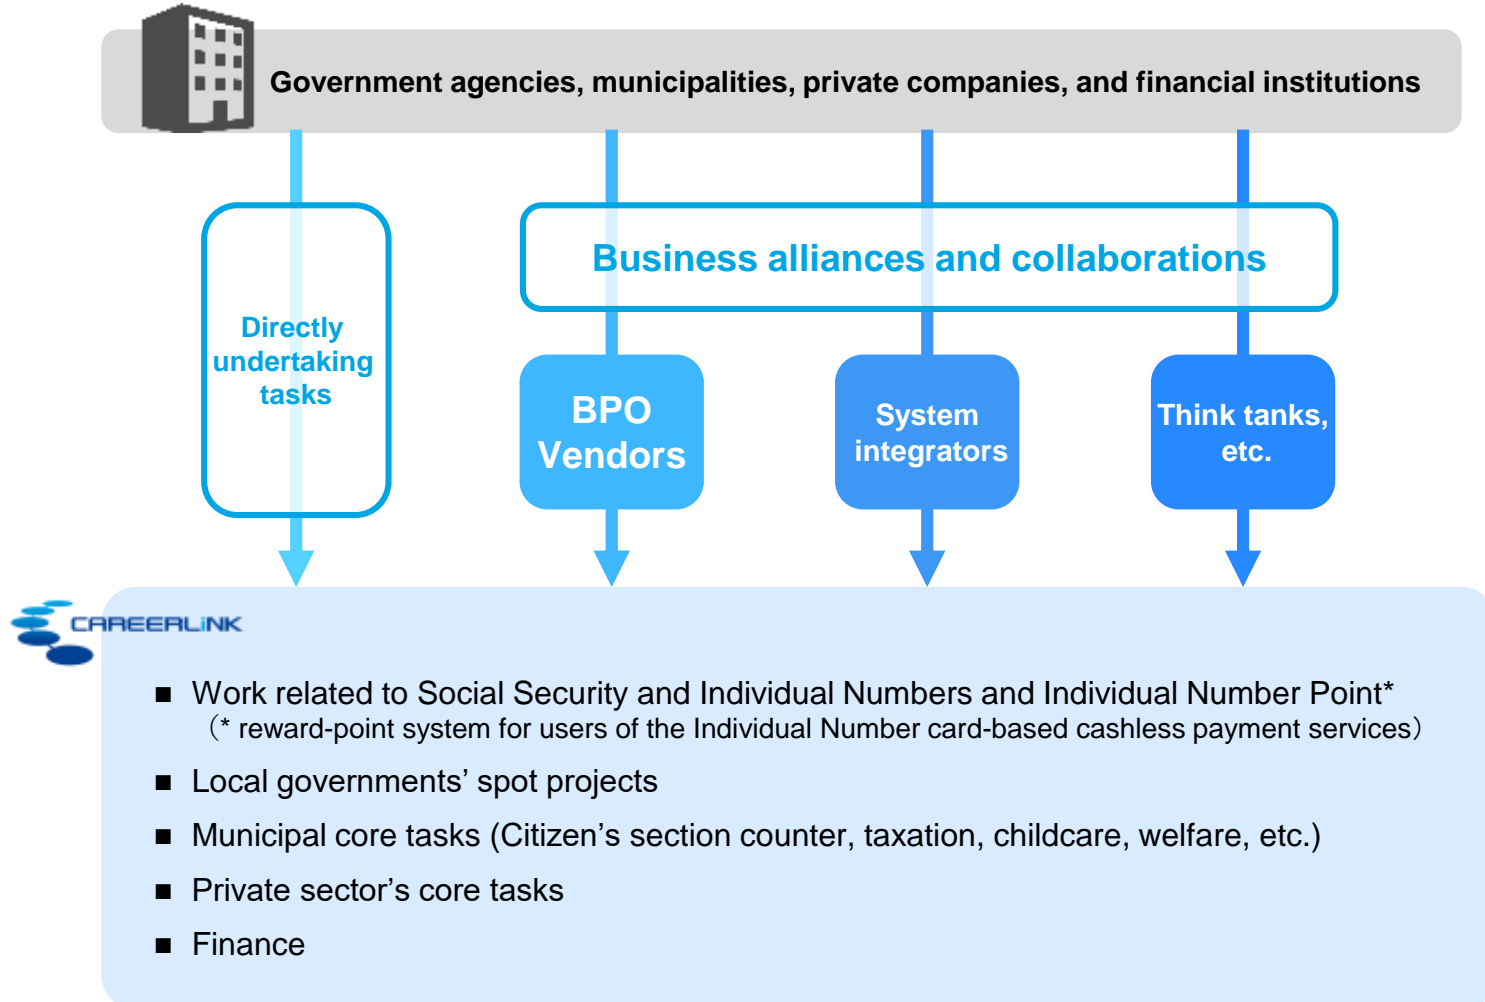 Government agencies, municipalities, private companies, and financial institutions
Directly
undertaking
tasks
Business alliances and collaborations
BPO
Vendors
System
integrators
Think tanks,
etc.
CAREERLiNK
■ Work related to Social Security and Individual Numbers and Individual Number Point*
（* reward-point system for users of the Individual Number card-based cashless payment services）
■ Local governments’ spot projects
■ Municipal core tasks (Citizen’s section counter, taxation, childcare, welfare, etc.)
■ Private sector’s core tasks
■ Finance